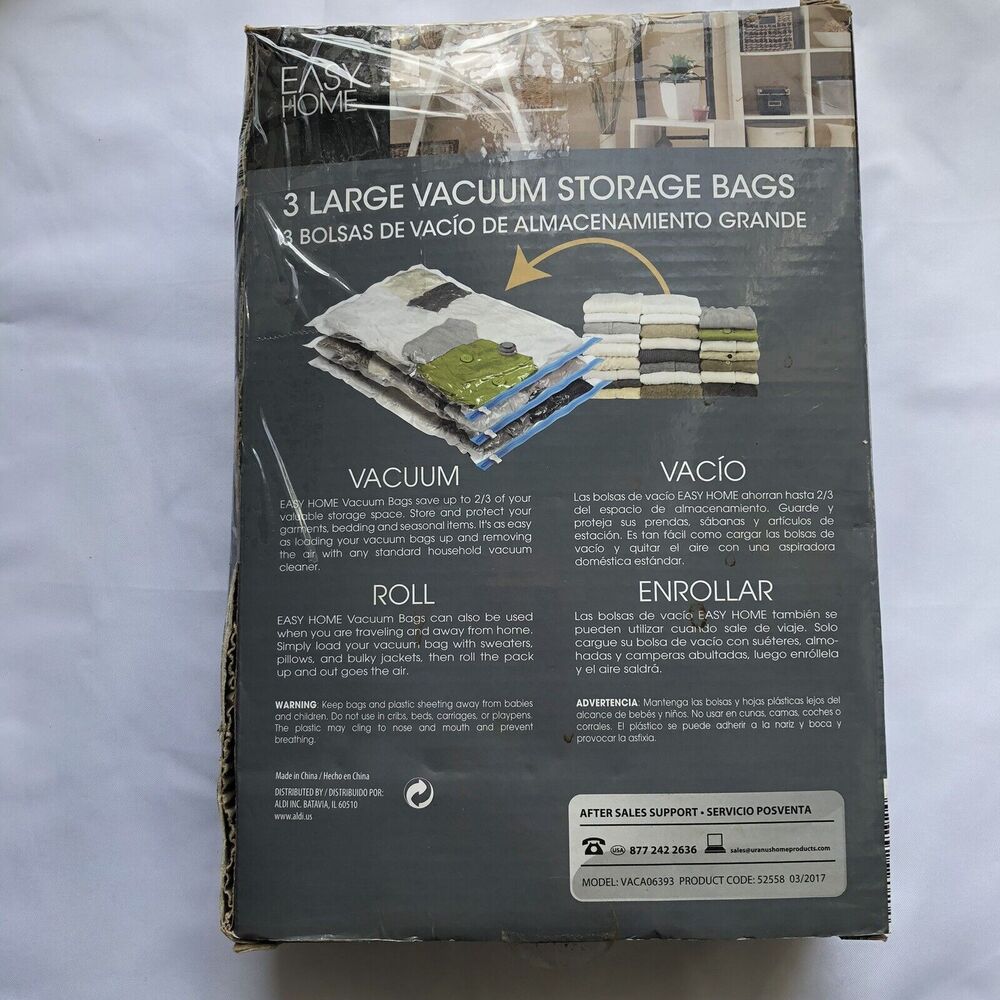 EASY
HOME
3 LARGE VACUUM STORAGE BAGS
3 BOLSAS DE VACÍO DE ALMACENAMIENTO GRANDE
VACUUM
EASY HOME Vacuum Bags save up to 2/3 of your
valuable storage space. Store and protect your
garments, bedding and seasonal items. It's as easy
as loading your vacuum bags up and removing
the air with any standard household vacuum
cleaner.
VACÍO
Las bolsas de vacío EASY HOME ahorran hasta 2/3
del espacio de almacenamiento. Guarde y
proteja sus prendas, sábanas y artículos de
estación. Es tan fácil como cargar las bolsas de
vacío y quitar el aire con una aspiradora
doméstica estándar.
ROLL
EASY HOME Vacuum Bags can also be used
when you are traveling and away from home.
Simply load your vacuum bag with sweaters,
pillows, and bulky jackets, then roll the pack
up and out goes the air.
ENROLLAR
Las bolsas de vacío EASY HOME también se
pueden utilizar cuando sale de viaje. Solo
cargue su bolsa de vacío con suéteres, almo-
hadas y camperas abultadas, luego enróllela
y el aire saldrá.
WARNING: Keep bags and plastic sheeting away from babies
and children. Do not use in cribs, beds, carriages, or playpens.
The plastic may cling to nose and mouth and prevent
breathing.
ADVERTENCIA: Mantenga las bolsas y hojas plásticas lejos del
alcance de bebés y niños. No usar en cunas, camas, coches o
corrales. El plástico se puede adherir a la nariz y boca y
provocar la asfixia.
Made in China / Hecho en China
DISTRIBUTED BY / DISTRIBUIDO POR:
ALDI INC. BATAVIA, IL 60510
www.aldi.us
AFTER SALES SUPPORT • SERVICIO POSVENTA
USA 877 242 2636 sales@uranushomeproducts.com
MODEL: VACA06393 PRODUCT CODE: 52558 03/2017